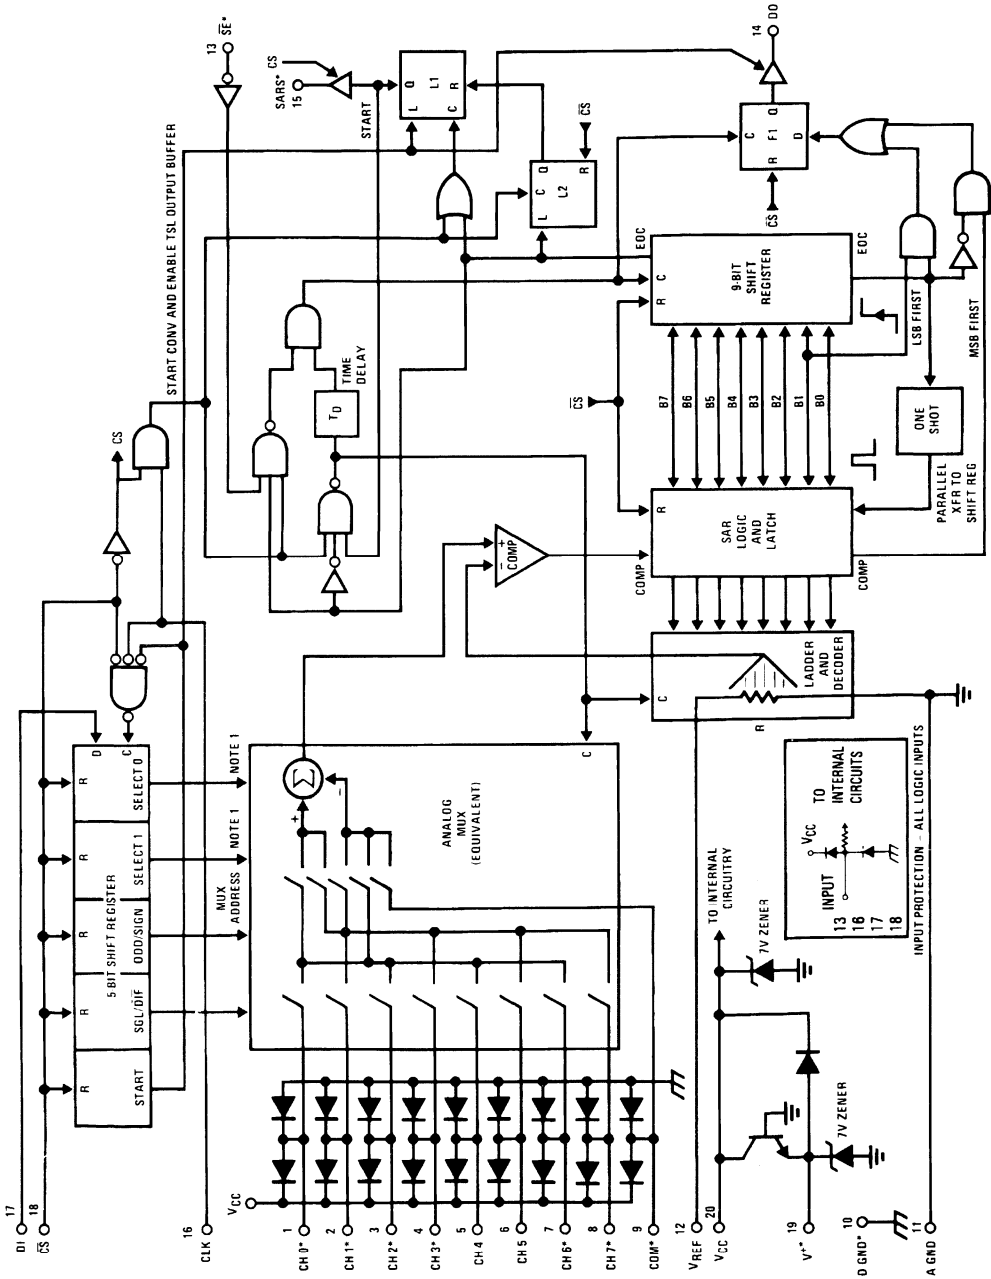 DI 17
CS 18
CLK 16
START
SGL/DIF
ODD/SIGN
SELECT 1
SELECT 0
5-BIT SHIFT REGISTER
R
R
R
R
R
D
C
CS
START CONV AND ENABLE TSL OUTPUT BUFFER
13 SE*
MUX
ADDRESS
NOTE 1
NOTE 1
TD
TIME
DELAY
SARS*
15
CS
START
L
Q
L1
C
R
L
C
Q
L2
R
CS
EOC
14 DO
C
Q
F1
R
D
CS
VCC
1 CH 0*
2 CH 1*
3 CH 2*
4 CH 3*
5 CH 4
6 CH 5
7 CH 6*
8 CH 7*
9 COM*
Σ
+
−
ANALOG
MUX
(EQUIVALENT)
C
+
−
COMP
COMP
R
SAR
LOGIC
AND
LATCH
COMP
CS
B7
B6
B5
B4
B3
B2
B1
B0
R
C
9-BIT
SHIFT
REGISTER
EOC
LSB FIRST
MSB FIRST
ONE
SHOT
PARALLEL
XFR TO
SHIFT REG
C
R
LADDER
AND
DECODER
12 VREF
20 VCC
19 V+*
10 D GND*
11 A GND
TO INTERNAL
CIRCUITRY
7V ZENER
7V ZENER
INPUT
13
16
17
18
VCC
TO
INTERNAL
CIRCUITS
INPUT PROTECTION – ALL LOGIC INPUTS